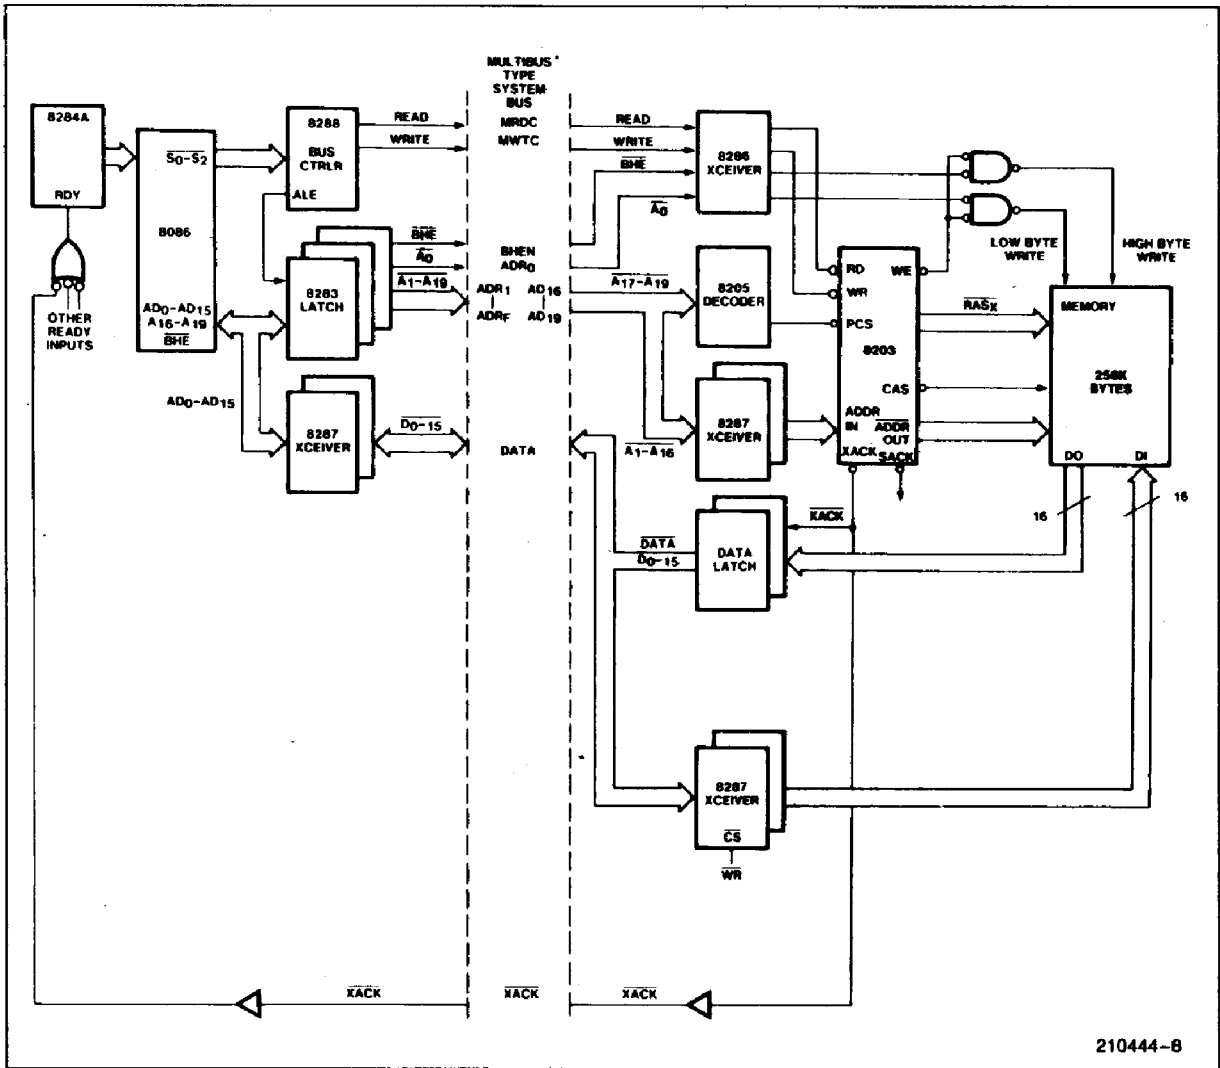 MULTIBUS*
TYPE
SYSTEM
BUS
8284A
RDY
OTHER
READY
INPUTS
S0-S2
8086
AD0-AD15
A16-A19
BHE
8288
BUS
CTRLR
ALE
READ
WRITE
8283
LATCH
BHE
A0
A1-A19
AD0-AD15
8287
XCEIVER
D0-15
MRDC
MWTC
BHEN
ADR0
ADR1 AD16
ADRF AD19
DATA
READ
WRITE
BHE
A0
8286
XCEIVER
A17-A19
8205
DECODER
8287
XCEIVER
A1-A16
RD WE
WR
PCS
8203
CAS
ADDR
IN
ADDR
OUT
XACK SACK
LOW BYTE
WRITE
HIGH BYTE
WRITE
RASX
MEMORY
256K
BYTES
DO DI
16 16
XACK
DATA
D0-15
DATA
LATCH
8287
XCEIVER
CS
WR
XACK XACK XACK
210444-8